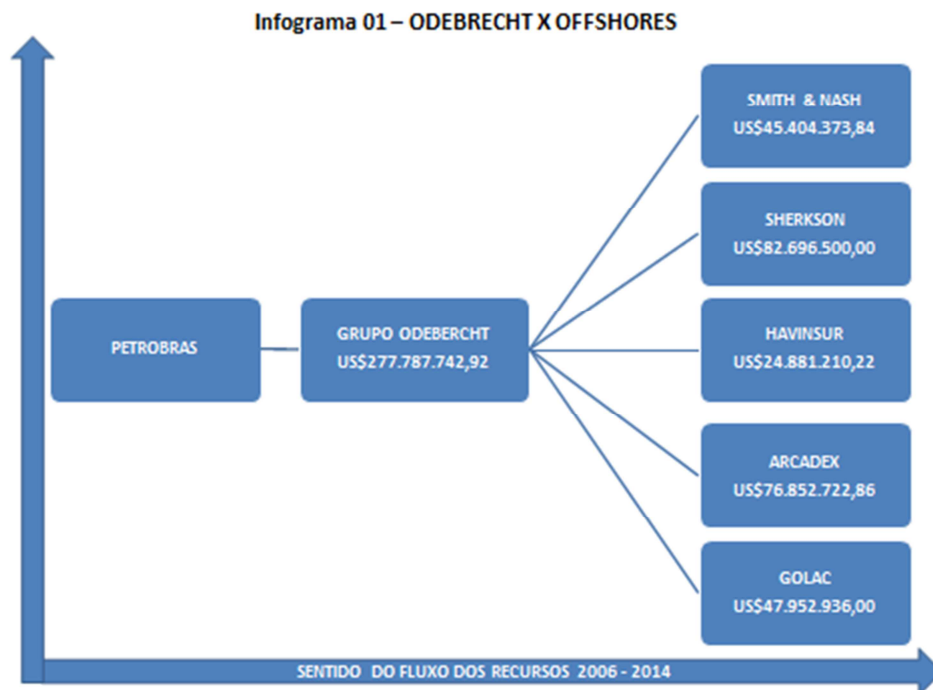 Infograma 01 – ODEBRECHT X OFFSHORES
SMITH & NASH
US$45.404.373,84
SHERKSON
US$82.696.500,00
PETROBRAS
GRUPO ODEBERCHT
US$277.787.742,92
HAVINSUR
US$24.881.210,22
ARCADEX
US$76.852.722,86
GOLAC
US$47.952.936,00
SENTIDO DO FLUXO DOS RECURSOS 2006 - 2014